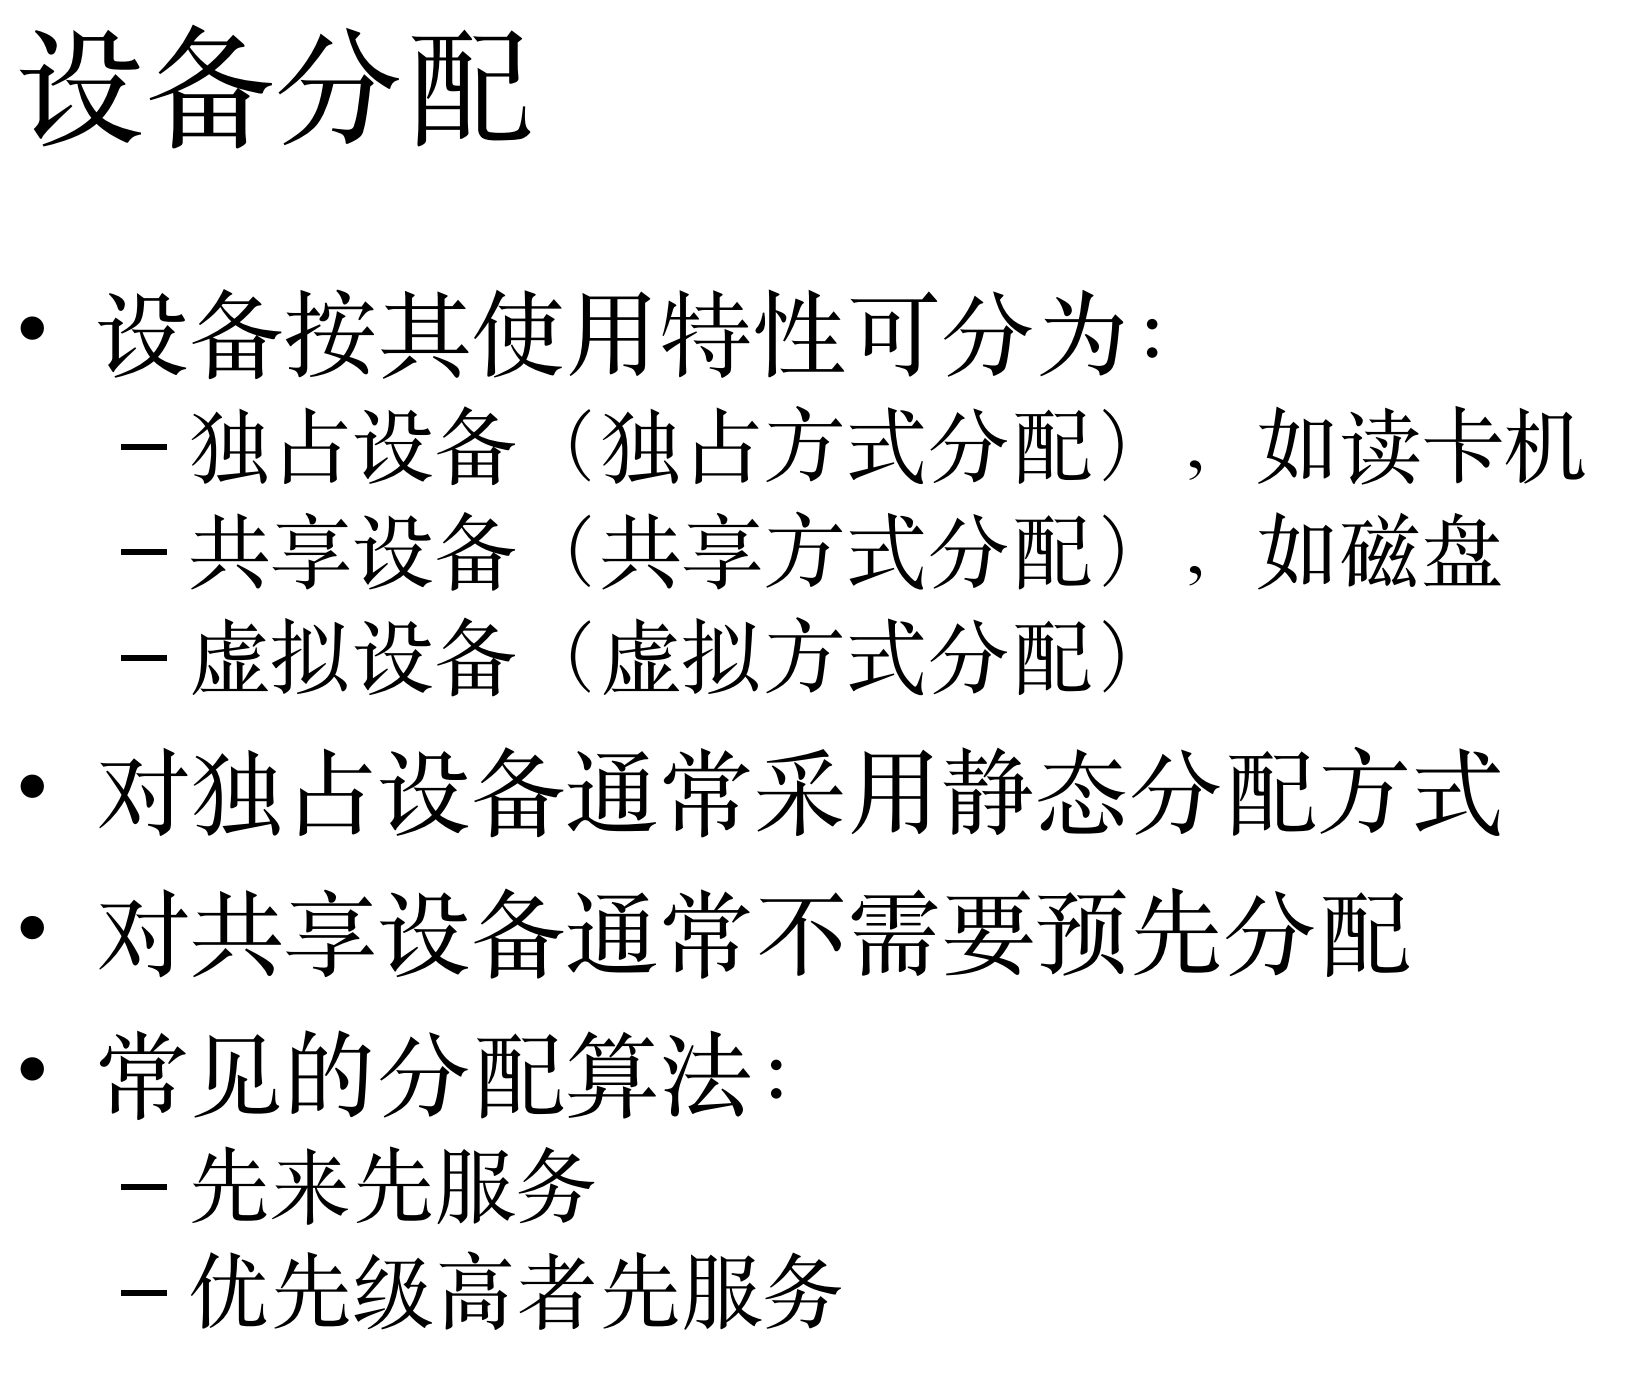 设备分配
• 设备按其使用特性可分为：
– 独占设备（独占方式分配），如读卡机
– 共享设备（共享方式分配），如磁盘
– 虚拟设备（虚拟方式分配）
• 对独占设备通常采用静态分配方式
• 对共享设备通常不需要预先分配
• 常见的分配算法：
– 先来先服务
– 优先级高者先服务